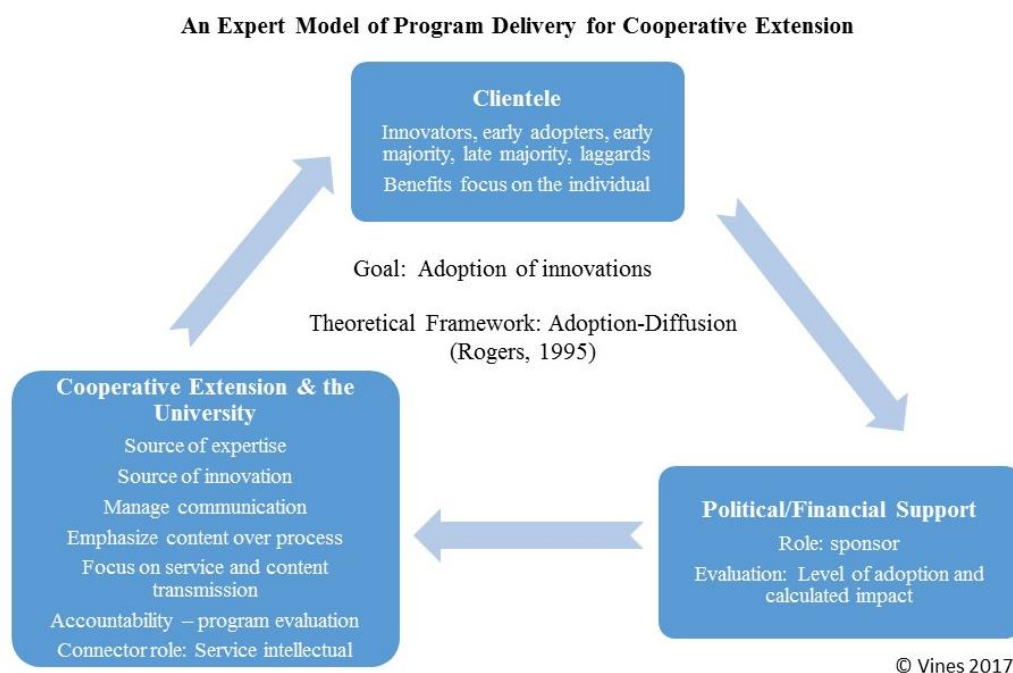 An Expert Model of Program Delivery for Cooperative Extension
Clientele
Innovators, early adopters, early
majority, late majority, laggards
Benefits focus on the individual
Goal: Adoption of innovations
Theoretical Framework: Adoption-Diffusion
(Rogers, 1995)
Cooperative Extension & the
University
Source of expertise
Source of innovation
Manage communication
Emphasize content over process
Focus on service and content
transmission
Accountability – program evaluation
Connector role: Service intellectual
Political/Financial Support
Role: sponsor
Evaluation: Level of adoption and
calculated impact
© Vines 2017